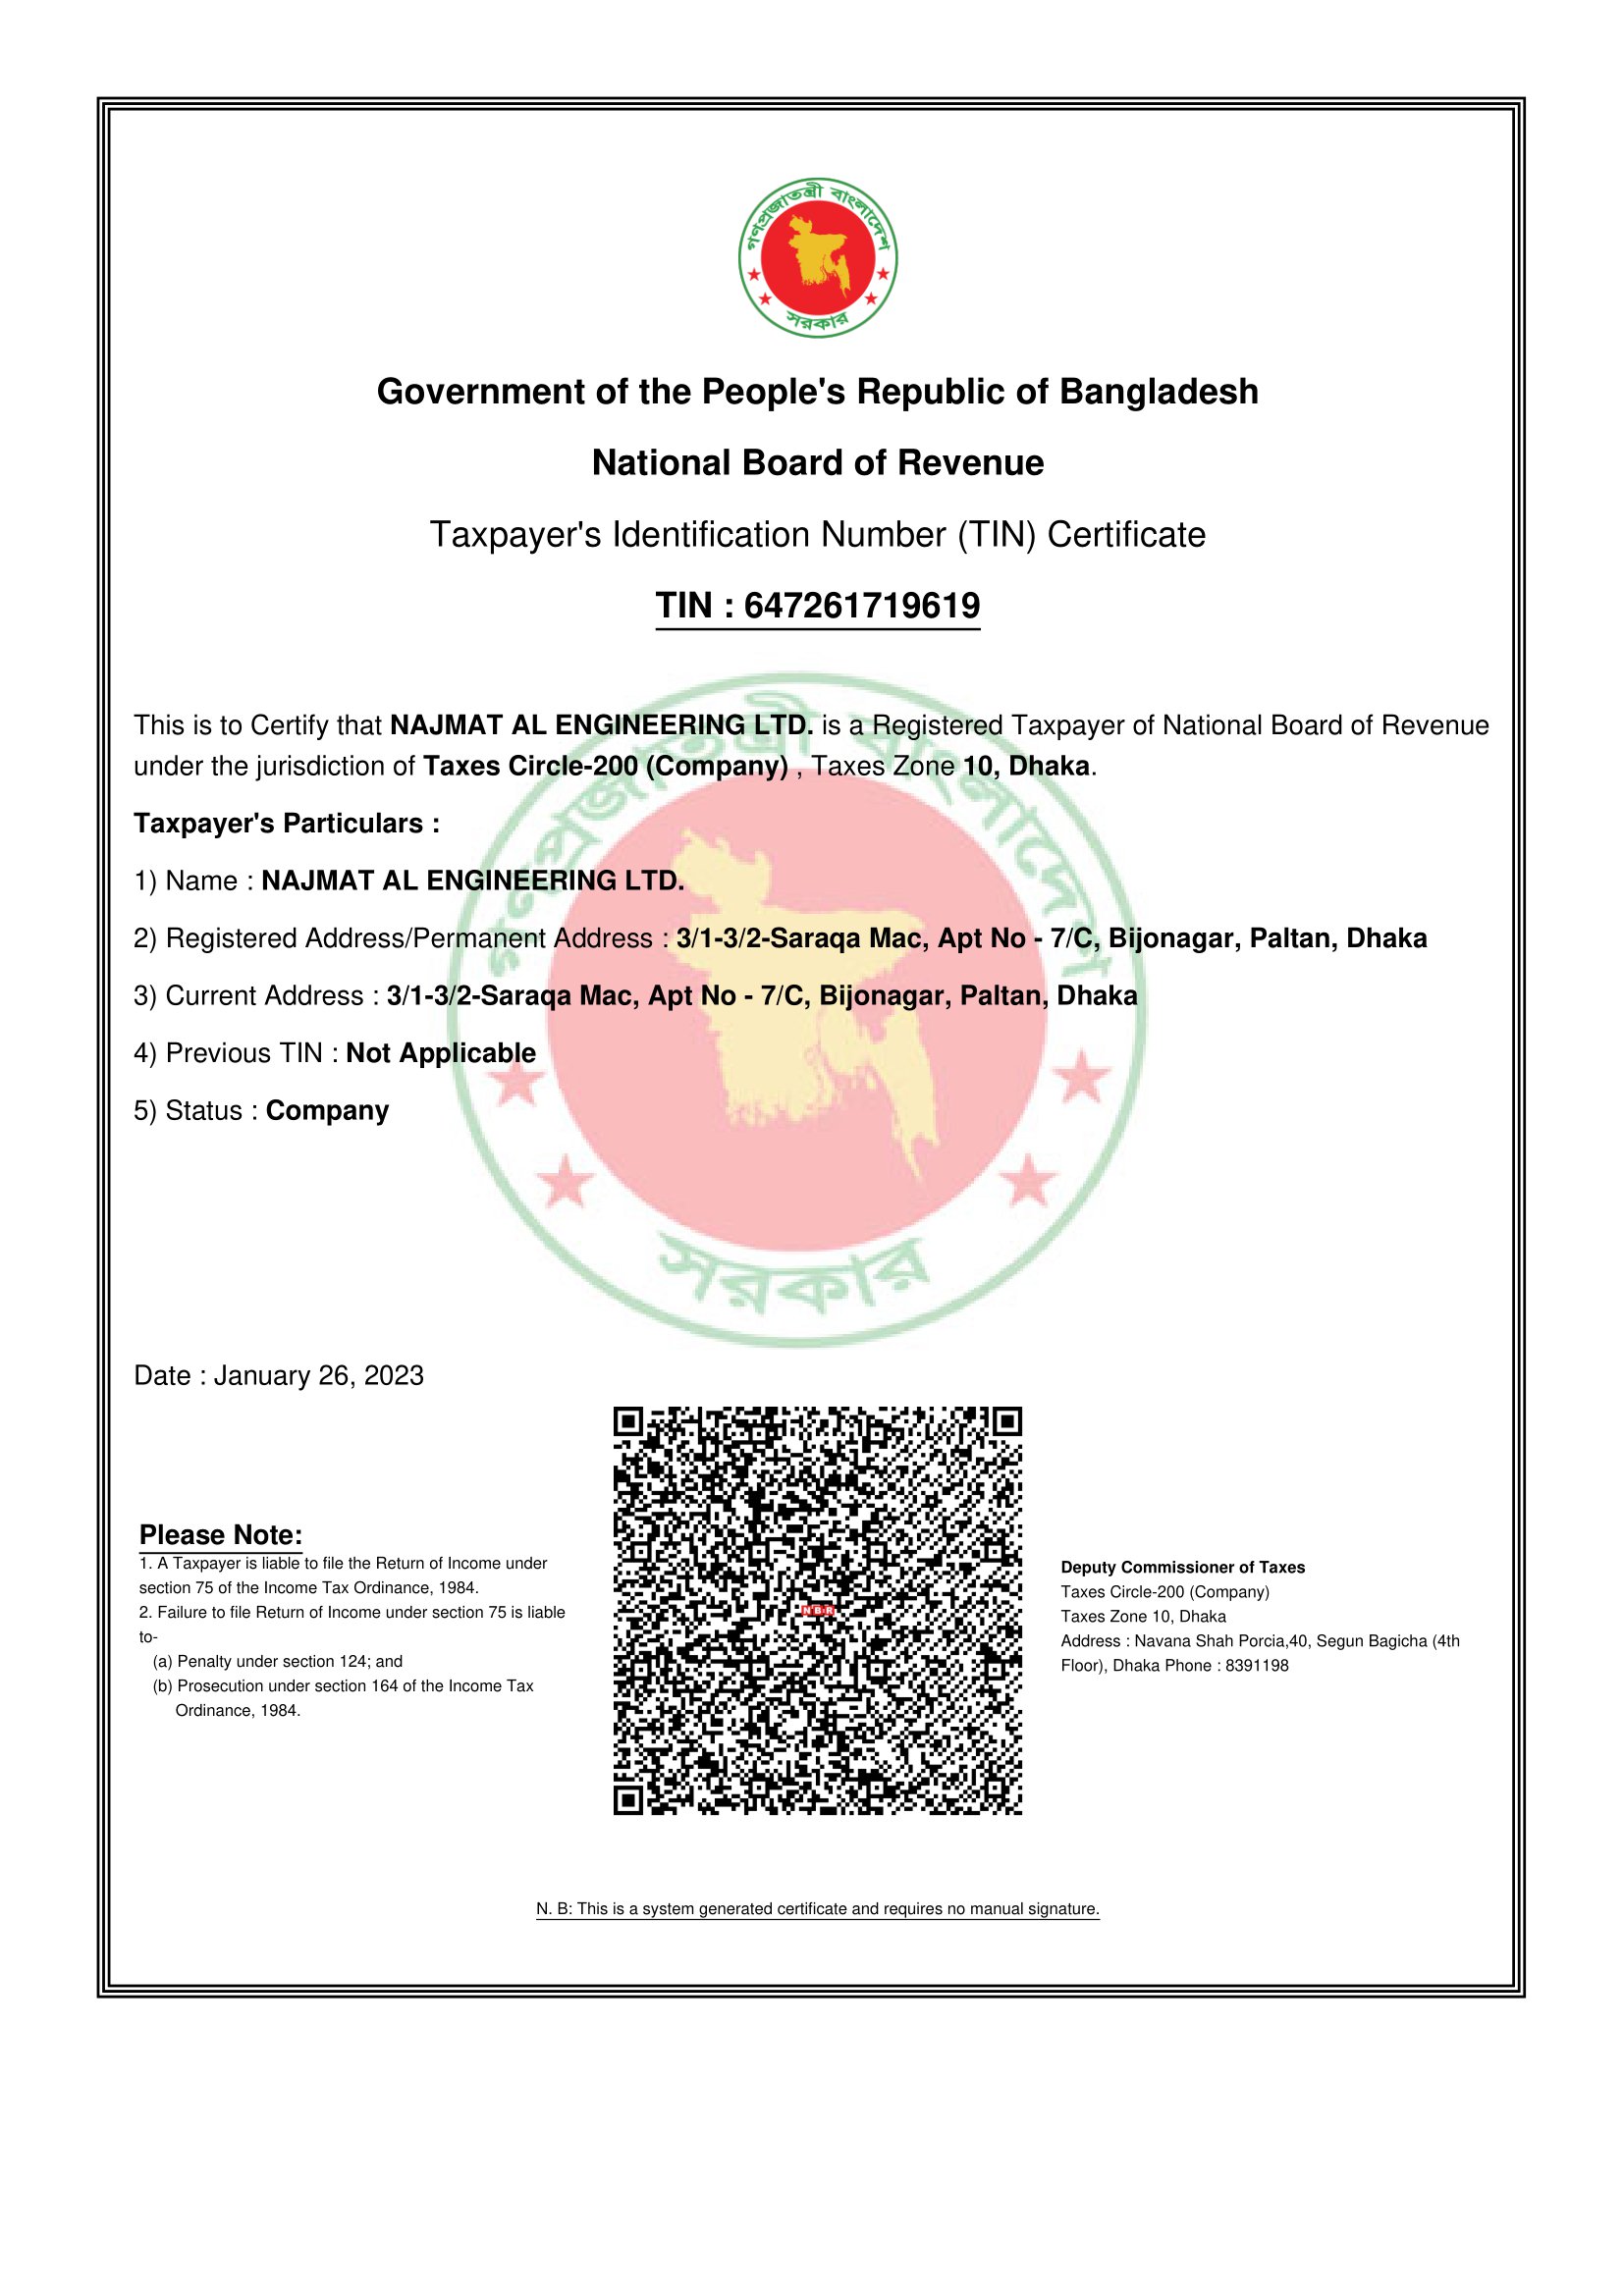 গণপ্রজাতন্ত্রী বাংলাদেশ
সরকার
Government of the People's Republic of Bangladesh
National Board of Revenue
Taxpayer's Identification Number (TIN) Certificate
TIN : 647261719619
গণপ্রজাতন্ত্রী বাংলাদেশ
This is to Certify that NAJMAT AL ENGINEERING LTD. is a Registered Taxpayer of National Board of Revenue
under the jurisdiction of Taxes Circle-200 (Company) , Taxes Zone 10, Dhaka.
Taxpayer's Particulars :
1) Name : NAJMAT AL ENGINEERING LTD.
2) Registered Address/Permanent Address : 3/1-3/2-Saraqa Mac, Apt No - 7/C, Bijonagar, Paltan, Dhaka
3) Current Address : 3/1-3/2-Saraqa Mac, Apt No - 7/C, Bijonagar, Paltan, Dhaka
4) Previous TIN : Not Applicable
5) Status : Company
সরকার
Date : January 26, 2023
Please Note:
1. A Taxpayer is liable to file the Return of Income under
section 75 of the Income Tax Ordinance, 1984.
2. Failure to file Return of Income under section 75 is liable
to-
(a) Penalty under section 124; and
(b) Prosecution under section 164 of the Income Tax
Ordinance, 1984.
NBR
Deputy Commissioner of Taxes
Taxes Circle-200 (Company)
Taxes Zone 10, Dhaka
Address : Navana Shah Porcia,40, Segun Bagicha (4th
Floor), Dhaka Phone : 8391198
N. B: This is a system generated certificate and requires no manual signature.